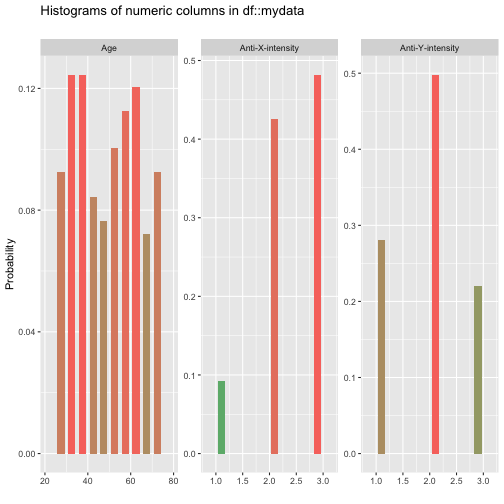 Histograms of numeric columns in df::mydata
Age
Anti-X-intensity
Anti-Y-intensity
Probability
0.12
0.08
0.04
0.00
0.5
0.4
0.3
0.2
0.1
0.0
0.5
0.4
0.3
0.2
0.1
0.0
20 40 60 80
1.0 1.5 2.0 2.5 3.0
1.0 1.5 2.0 2.5 3.0